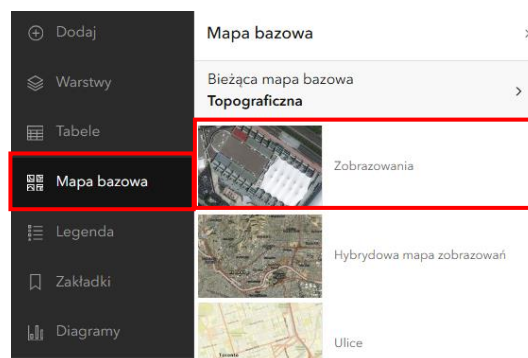 Dodaj
Warstwy
Tabele
Mapa bazowa
Legenda
Zakładki
Diagramy
Mapa bazowa
Bieżąca mapa bazowa
Topograficzna
Zobrazowania
Hybrydowa mapa zobrazowań
Ulice
Toronto